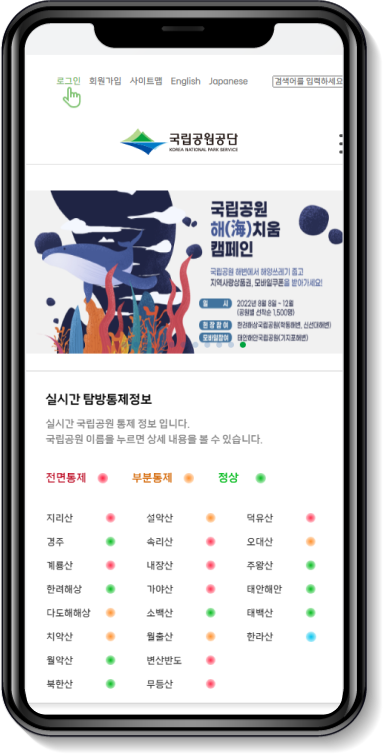 로그인 회원가입 사이트맵 English Japanese 검색어를 입력하세요
국립공원공단
KOREA NATIONAL PARK SERVICE
국립공원
해(海)치움
캠페인
국립공원 해변에서 해양쓰레기 줍고
지역사랑상품권, 모바일쿠폰을 받아가세요!
일 시 2022년 8월 8일 ~ 12월
(공원별 선착순 1,500명)
현장참여 한려해상국립공원(학동해변, 신선대해변)
모바일참여 태안해안국립공원(기지포해변)
실시간 탐방통제정보
실시간 국립공원 통제 정보 입니다.
국립공원 이름을 누르면 상세 내용을 볼 수 있습니다.
전면통제 부분통제 정상
지리산 설악산 덕유산
경주 속리산 오대산
계룡산 내장산 주왕산
한려해상 가야산 태안해안
다도해해상 소백산 태백산
치악산 월출산 한라산
월악산 변산반도
북한산 무등산